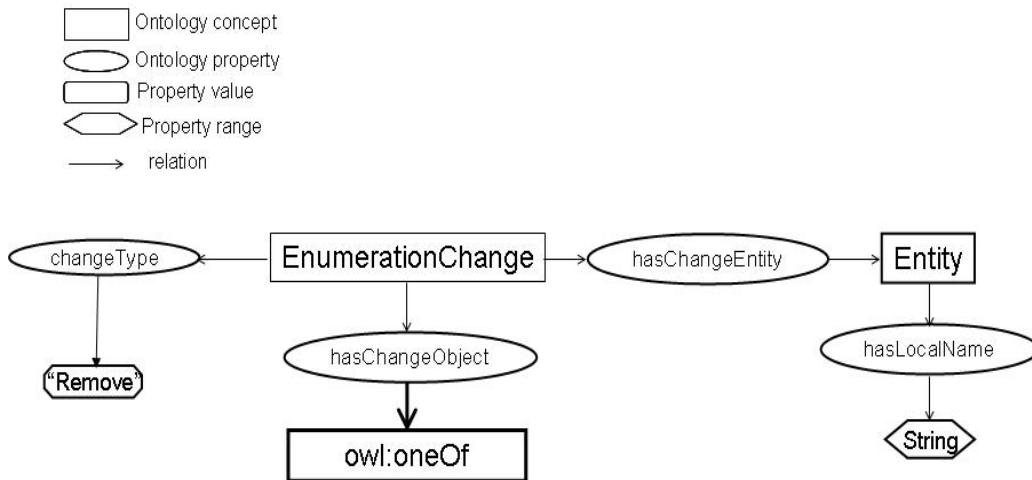 Ontology concept
Ontology property
Property value
Property range
relation
changeType
EnumerationChange
hasChangeEntity
Entity
hasChangeObject
hasLocalName
“Remove”
owl:oneOf
String